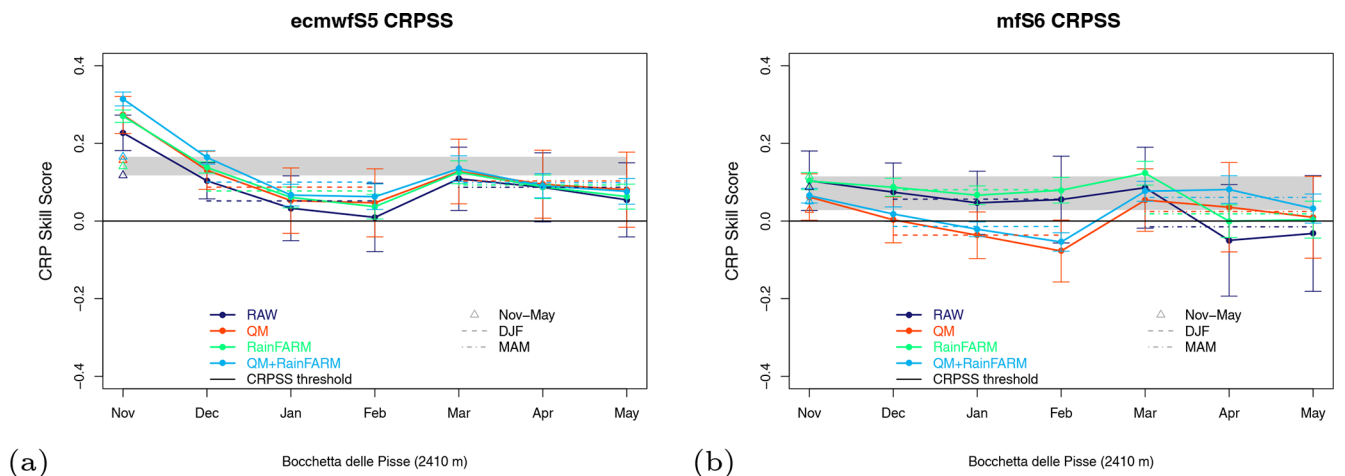 ecmwfS5 CRPSS
CRP Skill Score
0.4
0.2
0.0
−0.2
−0.4
RAW
QM
RainFARM
QM+RainFARM
CRPSS threshold
Nov−May
DJF
MAM
Nov Dec Jan Feb Mar Apr May
Bocchetta delle Pisse (2410 m)
(a)
mfS6 CRPSS
CRP Skill Score
0.4
0.2
0.0
−0.2
−0.4
RAW
QM
RainFARM
QM+RainFARM
CRPSS threshold
Nov−May
DJF
MAM
Nov Dec Jan Feb Mar Apr May
Bocchetta delle Pisse (2410 m)
(b)